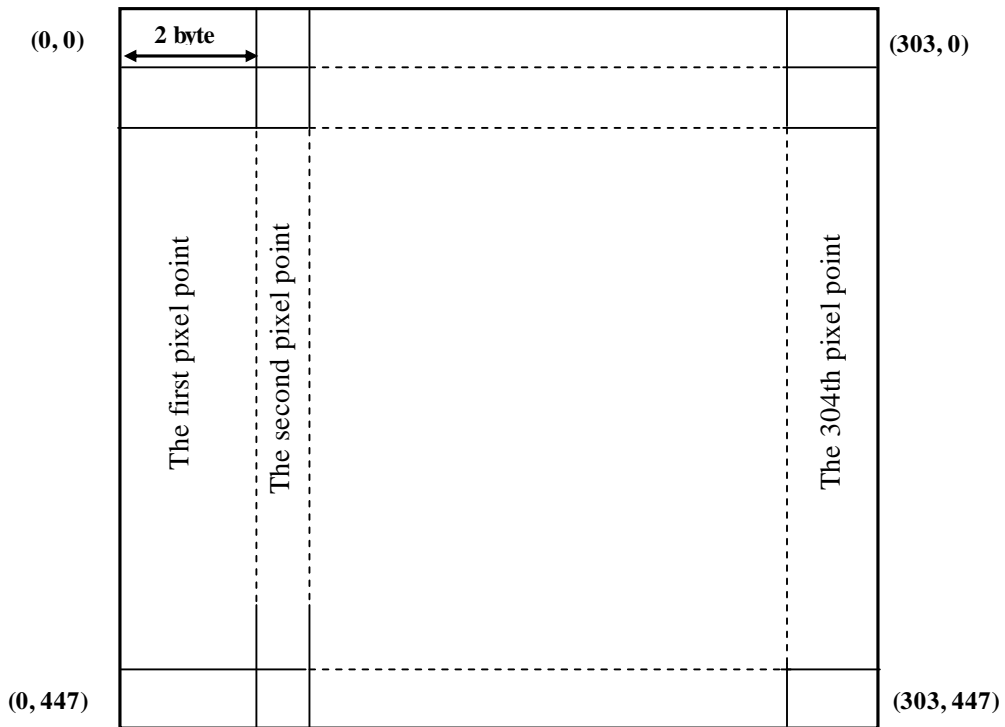 (0, 0)
2 byte
(303, 0)
The first pixel point
The second pixel point
The 304th pixel point
(0, 447)
(303, 447)